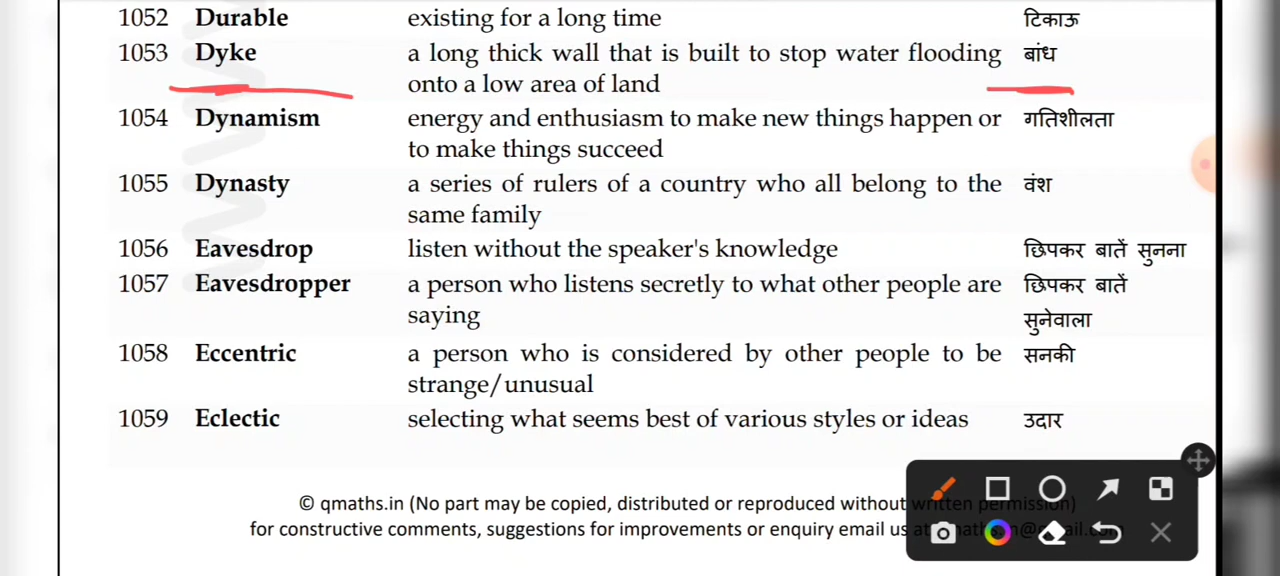 1052 Durable existing for a long time टिकाऊ
1053 Dyke a long thick wall that is built to stop water flooding बांध
onto a low area of land
1054 Dynamism energy and enthusiasm to make new things happen or गतिशीलता
to make things succeed
1055 Dynasty a series of rulers of a country who all belong to the वंश
same family
1056 Eavesdrop listen without the speaker's knowledge छिपकर बातें सुनना
1057 Eavesdropper a person who listens secretly to what other people are छिपकर बातें
saying सुनेवाला
1058 Eccentric a person who is considered by other people to be सनकी
strange/unusual
1059 Eclectic selecting what seems best of various styles or ideas उदार
© qmaths.in (No part may be copied, distributed or reproduced without written permission)
for constructive comments, suggestions for improvements or enquiry email us